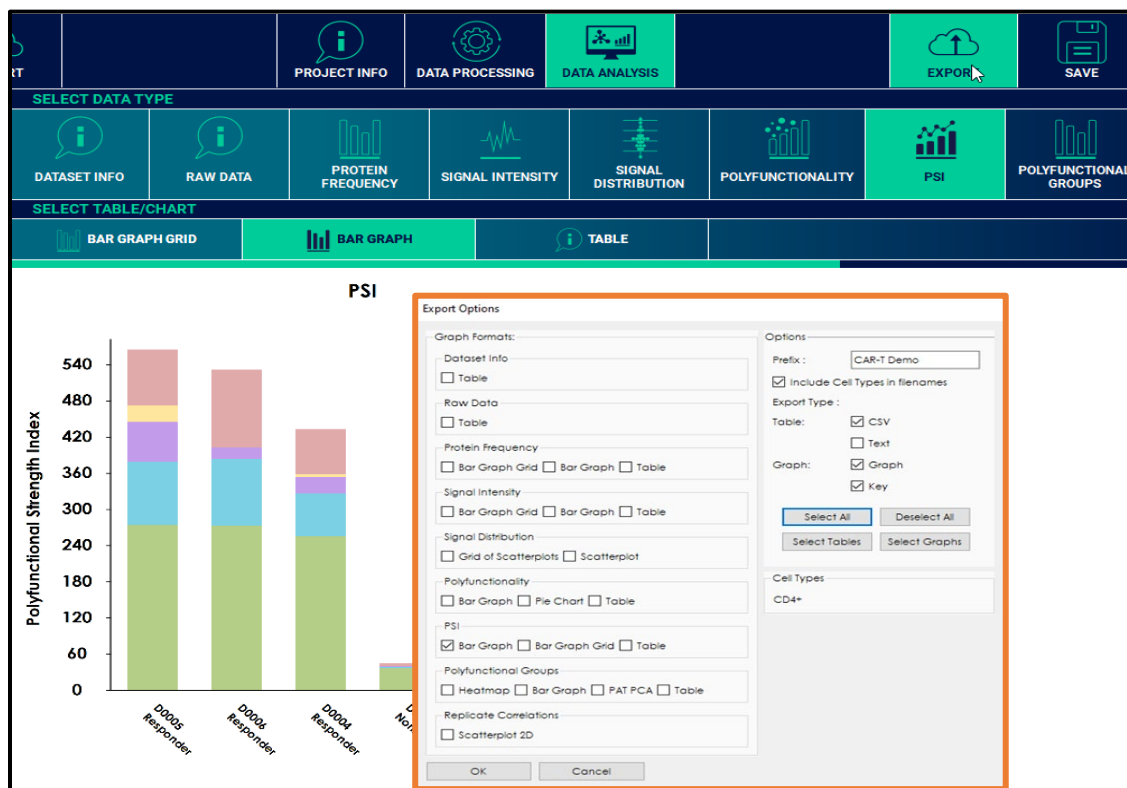 RT
PROJECT INFO
DATA PROCESSING
DATA ANALYSIS
EXPORT
SAVE
SELECT DATA TYPE
DATASET INFO
RAW DATA
PROTEIN
FREQUENCY
SIGNAL INTENSITY
SIGNAL
DISTRIBUTION
POLYFUNCTIONALITY
PSI
POLYFUNCTIONAL
GROUPS
SELECT TABLE/CHART
BAR GRAPH GRID
BAR GRAPH
TABLE
PSI
Polyfunctional Strength Index
540
480
420
360
300
240
180
120
60
0
D0005
Responder
D0006
Responder
D0004
Responder
D
Non
Export Options
Graph Formats:
Dataset Info
Table
Raw Data
Table
Protein Frequency
Bar Graph Grid Bar Graph Table
Signal Intensity
Bar Graph Grid Bar Graph Table
Signal Distribution
Grid of Scatterplots Scatterplot
Polyfunctionality
Bar Graph Pie Chart Table
PSI
Bar Graph Bar Graph Grid Table
Polyfunctional Groups
Heatmap Bar Graph PAT PCA Table
Replicate Correlations
Scatterplot 2D
OK Cancel
Options
Prefix : CAR-T Demo
Include Cell Types in filenames
Export Type :
Table: CSV
Text
Graph: Graph
Key
Select All Deselect All
Select Tables Select Graphs
Cell Types
CD4+